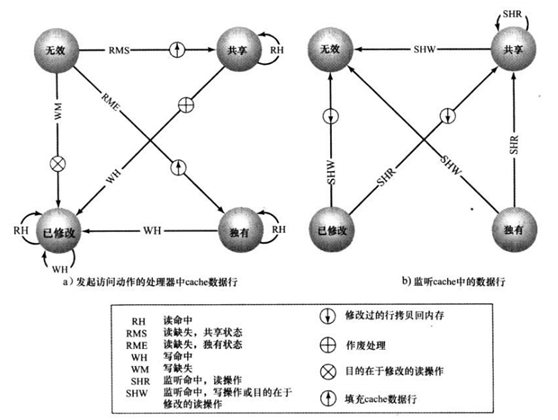 无效
RMS
共享
RH
WM
RME
WH
RH
已修改
WH
独有
RH
WH
a）发起访问动作的处理器中cache数据行
SHR
无效
SHW
共享
SHW
SHR
SHW
SHR
已修改
独有
b）监听cache中的数据行
RH 读命中
RMS 读缺失，共享状态
RME 读缺失，独有状态
WH 写命中
WM 写缺失
SHR 监听命中，读操作
SHW 监听命中，写操作或目的在于
修改的读操作
修改过的行拷贝回内存
作废处理
目的在于修改的读操作
填充cache数据行